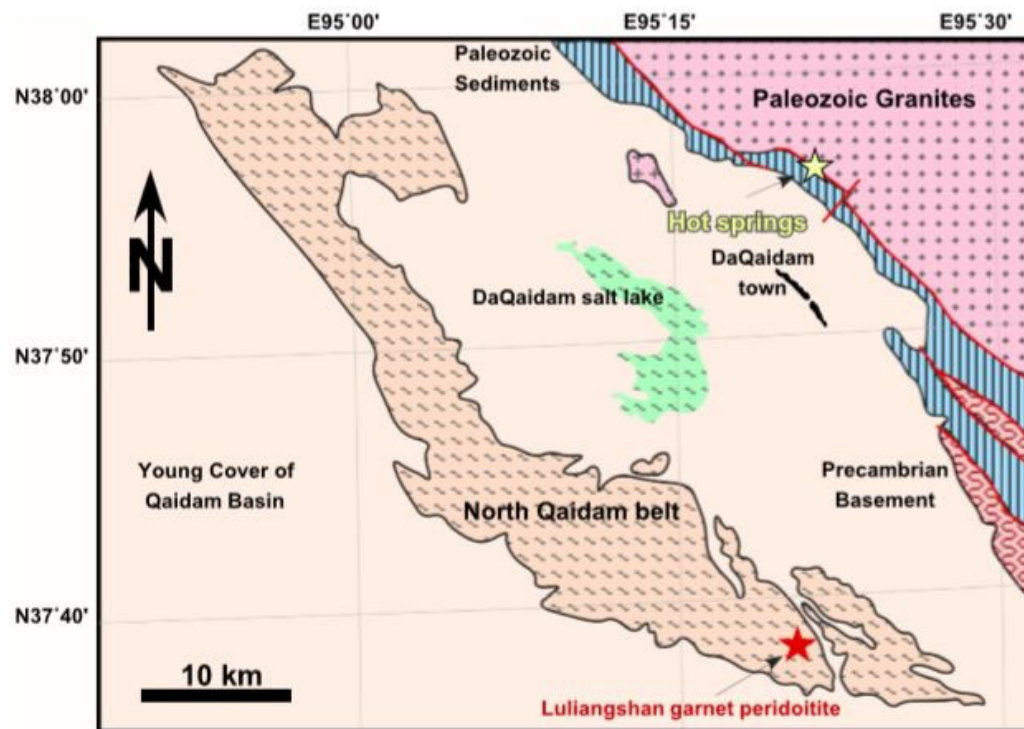 E95°00' E95°15' E95°30'
Paleozoic
Sediments
N38°00'
Paleozoic Granites
Hot springs
N
DaQaidam
town
DaQaidam salt lake
N37°50'
Young Cover of
Qaidam Basin
Precambrian
Basement
North Qaidam belt
N37°40'
10 km
Luliangshan garnet peridoitite